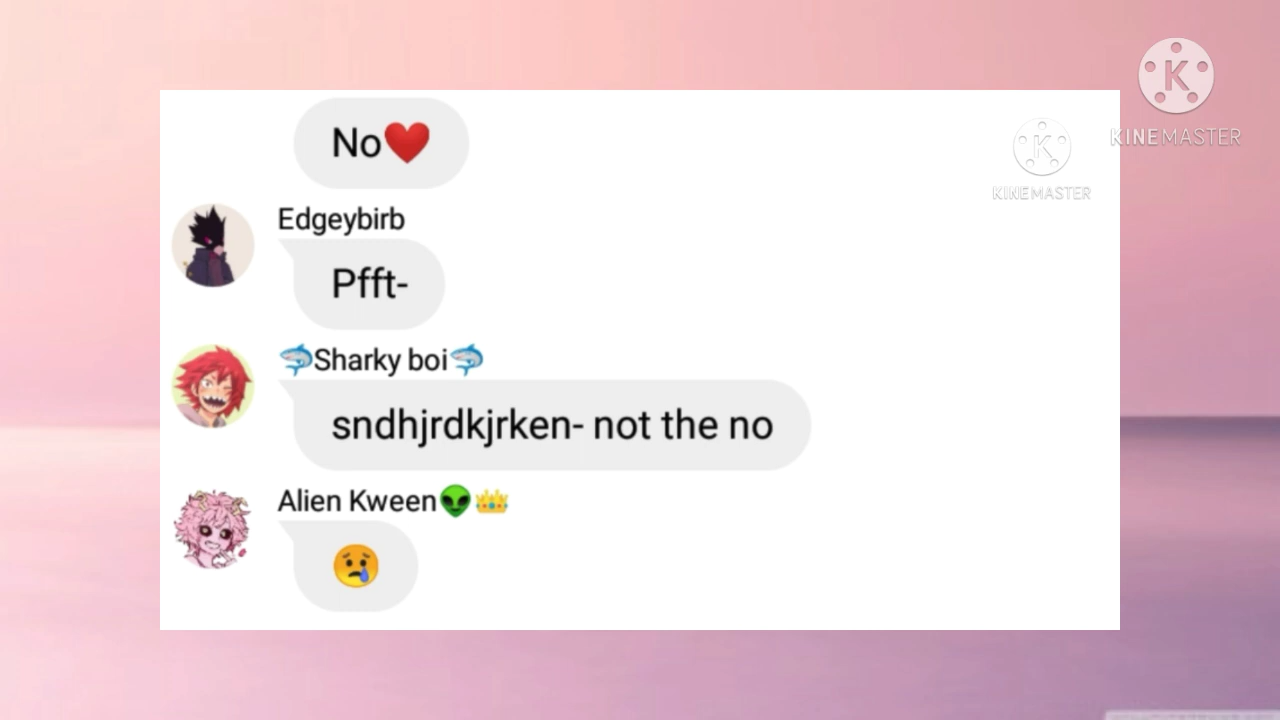 K
KINEMASTER
K
KINEMASTER
No❤️
Edgeybirb
Pfft-
🦈Sharky boi🦈
sndhjrdkjrken- not the no
Alien Kween👽👑
😢